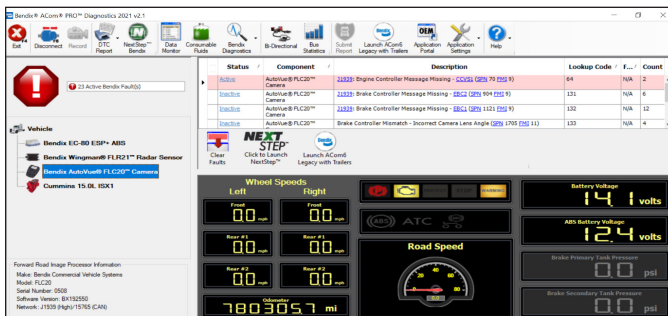 Bendix® ACom® PRO™ Diagnostics 2021 v2.1
Exit
Disconnect
Record
DTC Report
NextStep™ Bendix
Data Monitor
Consumable Fluids
Bendix Diagnostics
Bi-Directional
Bus Statistics
Submit Report
Launch ACom6 Legacy with Trailers
OEM
Application Portal
Application Settings
Help
23 Active Bendix Fault(s)
Vehicle
Bendix EC-80 ESP+ ABS
Bendix Wingman® FLR21™ Radar Sensor
Bendix AutoVue® FLC20™ Camera
Cummins 15.0L ISX1
Forward Road Image Processor Information
Make: Bendix Commercial Vehicle Systems
Model: FLC20
Serial Number: 0508
Software Version: BX192550
Network: J1939 (High)/15765 (CAN)
Status Component Description Lookup Code F... Count
Active AutoVue® FLC20™ Camera J1939: Engine Controller Message Missing - CCVS1 (SPN 70 FMI 9) 64 N/A 2
Inactive AutoVue® FLC20™ Camera J1939: Brake Controller Message Missing - EBC2 (SPN 904 FMI 9) 131 N/A 6
Inactive AutoVue® FLC20™ Camera J1939: Brake Controller Message Missing - EBC1 (SPN 1121 FMI 9) 132 N/A 12
Inactive AutoVue® FLC20™ Camera Brake Controller Mismatch - Incorrect Camera Lens Angle (SPN 1705 FMI 11) 133 N/A 4
Clear Faults
NEXT STEP
Click to Launch NextStep™
Bendix
Launch ACom6 Legacy with Trailers
Wheel Speeds
Left Right
Front 0.0 mph
Front 0.0 mph
Rear #1 0.0 mph
Rear #1 0.0 mph
Rear #2 0.0 mph
Rear #2 0.0 mph
Odometer
780305.7 mi
STOP
WARNING
ABS
ATC
Road Speed
20 40 60
0 80
0.0
Battery Voltage
14.1 volts
ABS Battery Voltage
12.4 volts
Brake Primary Tank Pressure
0.0 psi
Brake Secondary Tank Pressure
0.0 psi